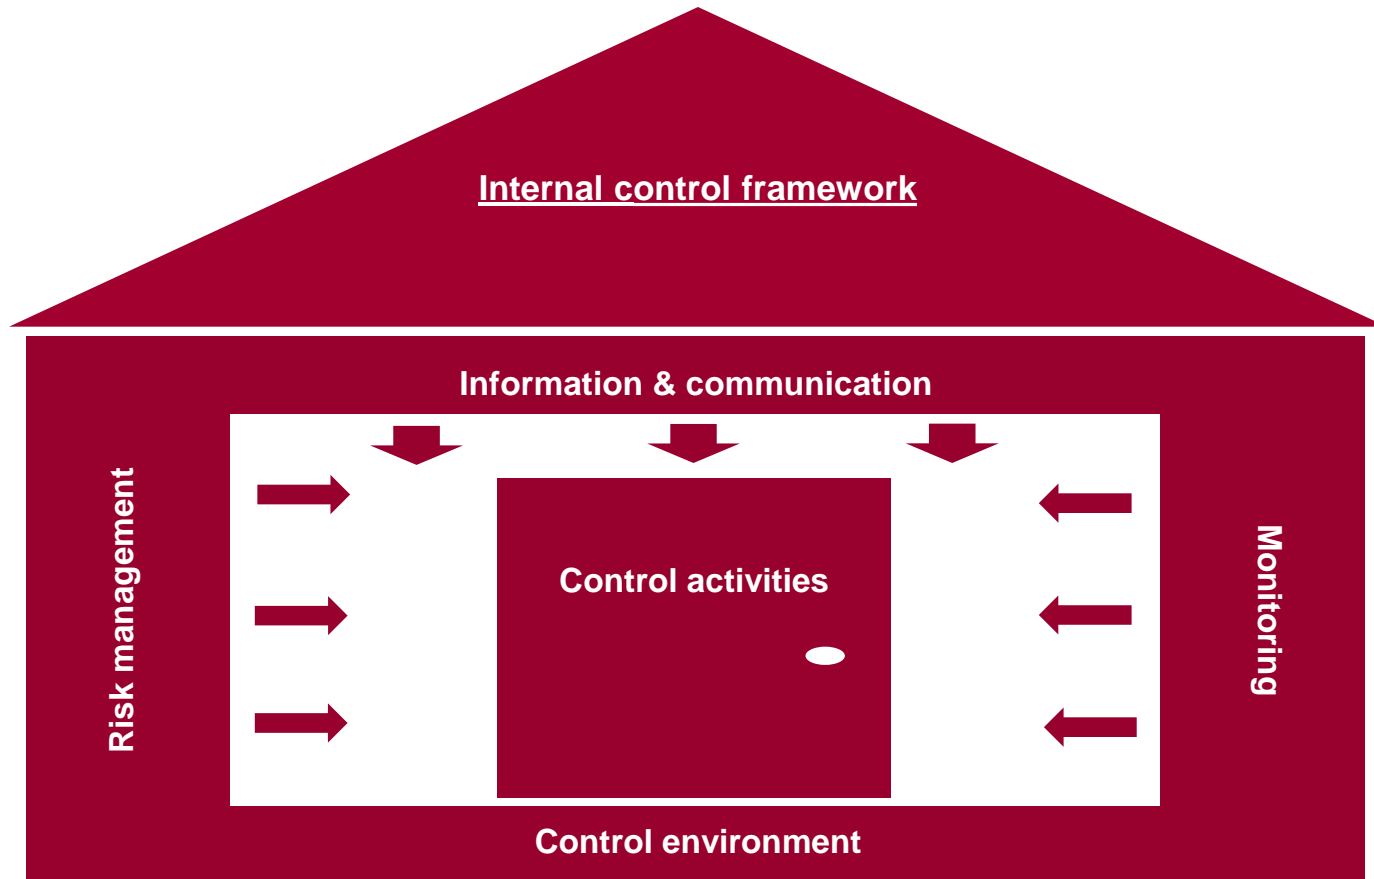 Internal control framework
Information & communication
Risk management
Control activities
Monitoring
Control environment